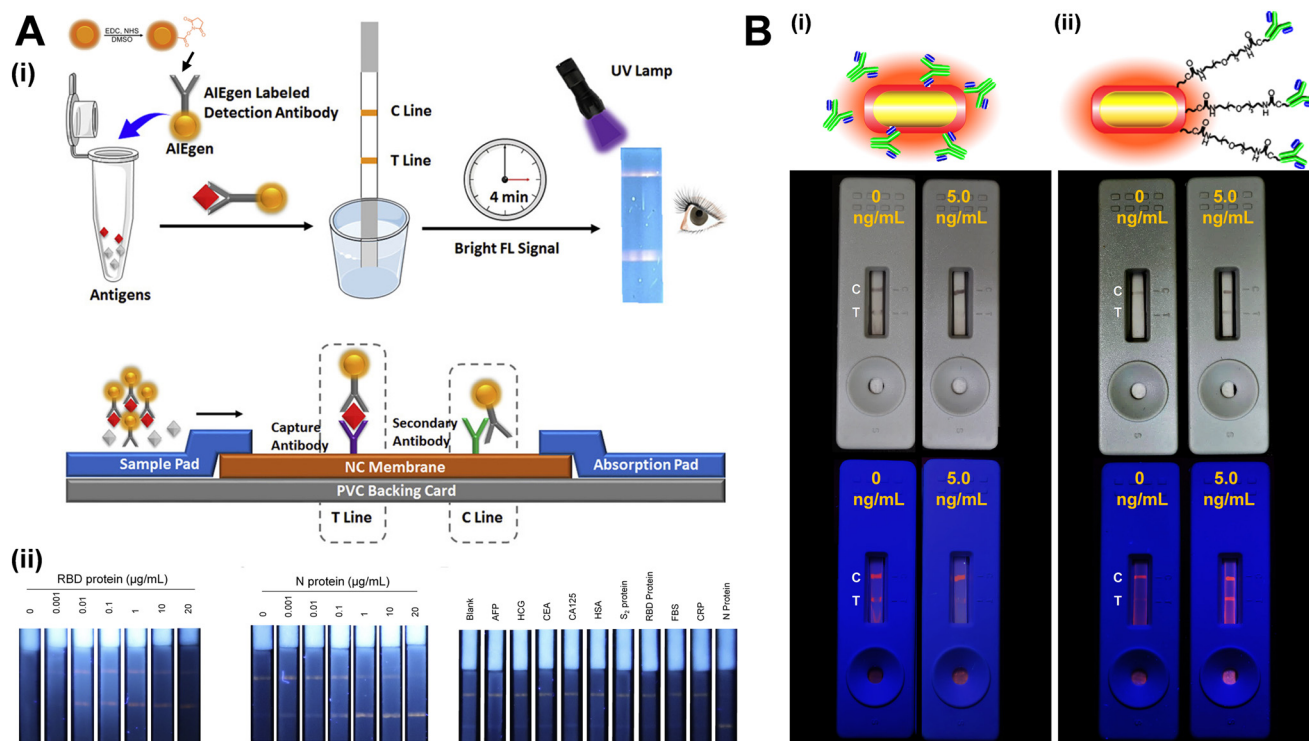 A
EDC, NHS
DMSO
(i)
AIEgen Labeled
Detection Antibody
AIEgen
Antigens
C Line
T Line
4 min
Bright FL Signal
UV Lamp
Capture
Antibody
Secondary
Antibody
Sample Pad
NC Membrane
Absorption Pad
PVC Backing Card
T Line
C Line
(ii)
RBD protein (µg/mL)
0
0.001
0.01
0.1
1
10
20
N protein (µg/mL)
0
0.001
0.01
0.1
1
10
20
Blank
AFP
HCG
CEA
CA125
HSA
S2 protein
RBD Protein
FBS
CRP
N Protein
B
(i)
0
ng/mL
5.0
ng/mL
C
T
0
ng/mL
5.0
ng/mL
C
T
(ii)
0
ng/mL
5.0
ng/mL
C
T
0
ng/mL
5.0
ng/mL
C
T